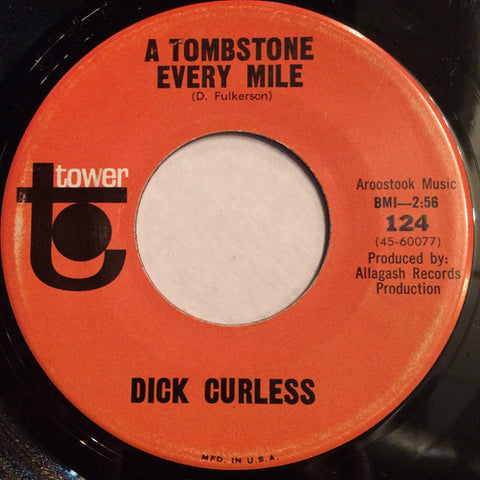 A TOMBSTONE
EVERY MILE
(D. Fulkerson)
tower
Aroostook Music
BMI—2:56
124
(45-60077)
Produced by:
Allagash Records
Production
DICK CURLESS
MFD. IN U.S.A.